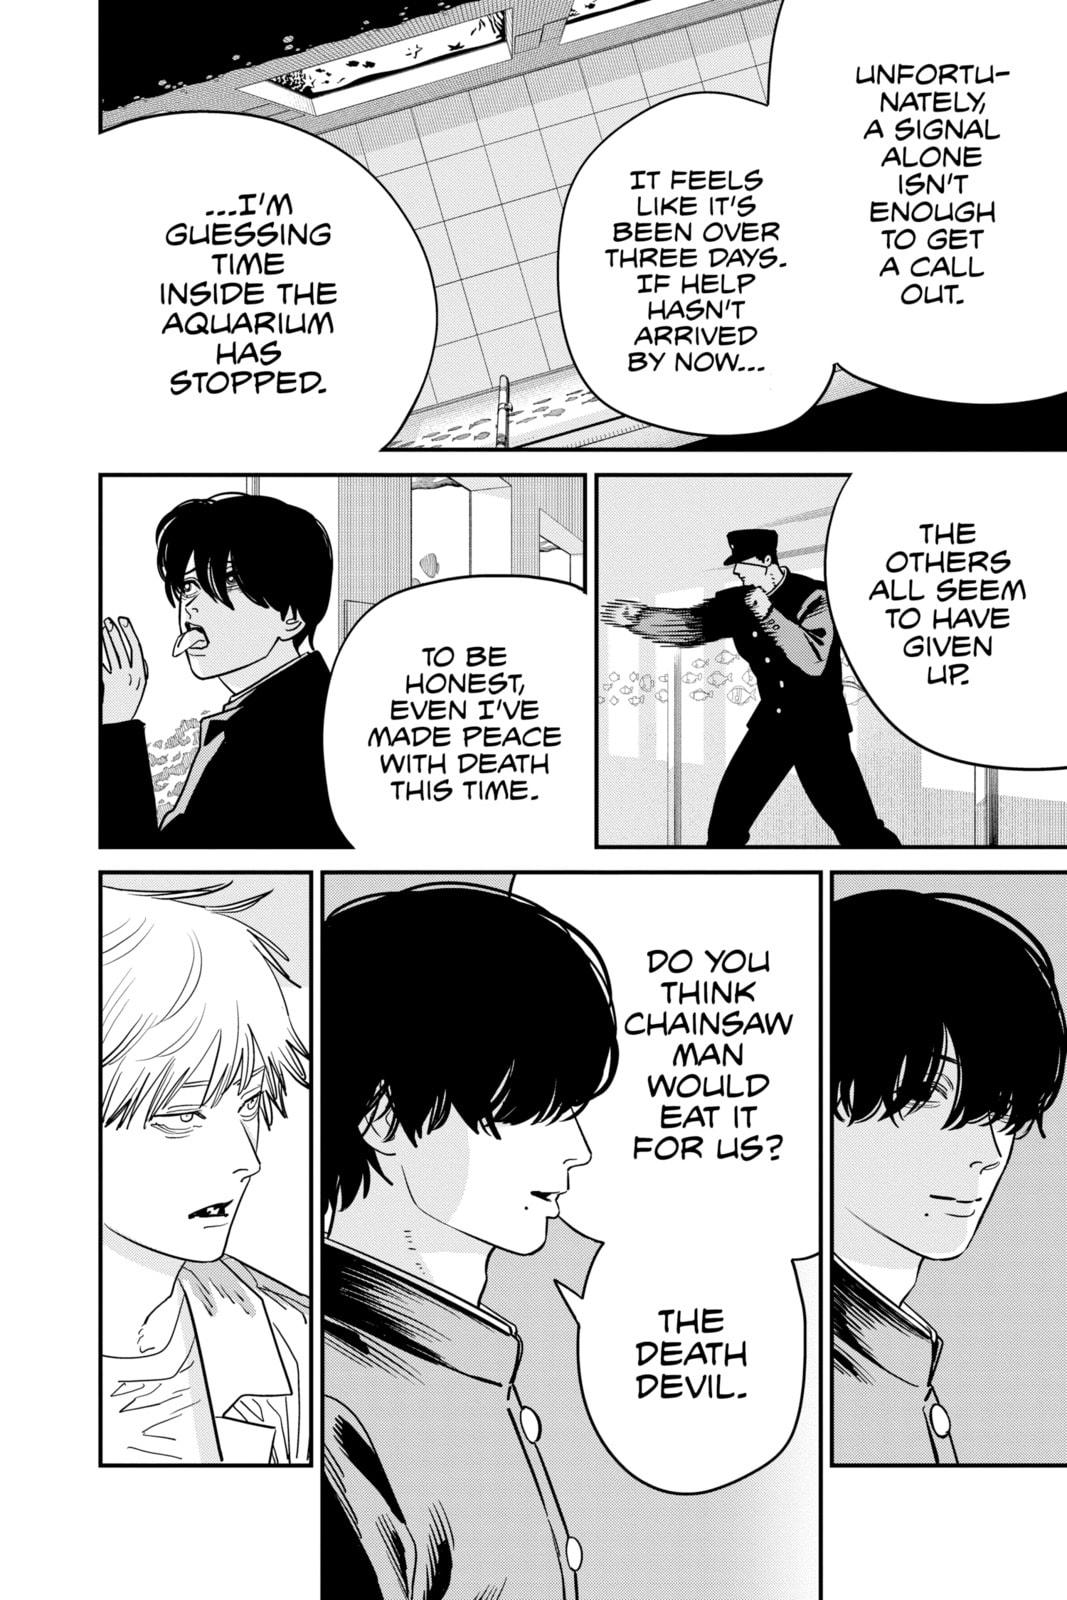 UNFORTU-
NATELY,
A SIGNAL
ALONE
ISN'T
ENOUGH
TO GET
A CALL
OUT.
IT FEELS
LIKE IT'S
BEEN OVER
THREE DAYS.
IF HELP
HASN'T
ARRIVED
BY NOW...
...I'M
GUESSING
TIME
INSIDE THE
AQUARIUM
HAS
STOPPED.
THE
OTHERS
ALL SEEM
TO HAVE
GIVEN
UP.
TO BE
HONEST,
EVEN I'VE
MADE PEACE
WITH DEATH
THIS TIME.
DO YOU
THINK
CHAINSAW
MAN
WOULD
EAT IT
FOR US?
THE
DEATH
DEVIL.